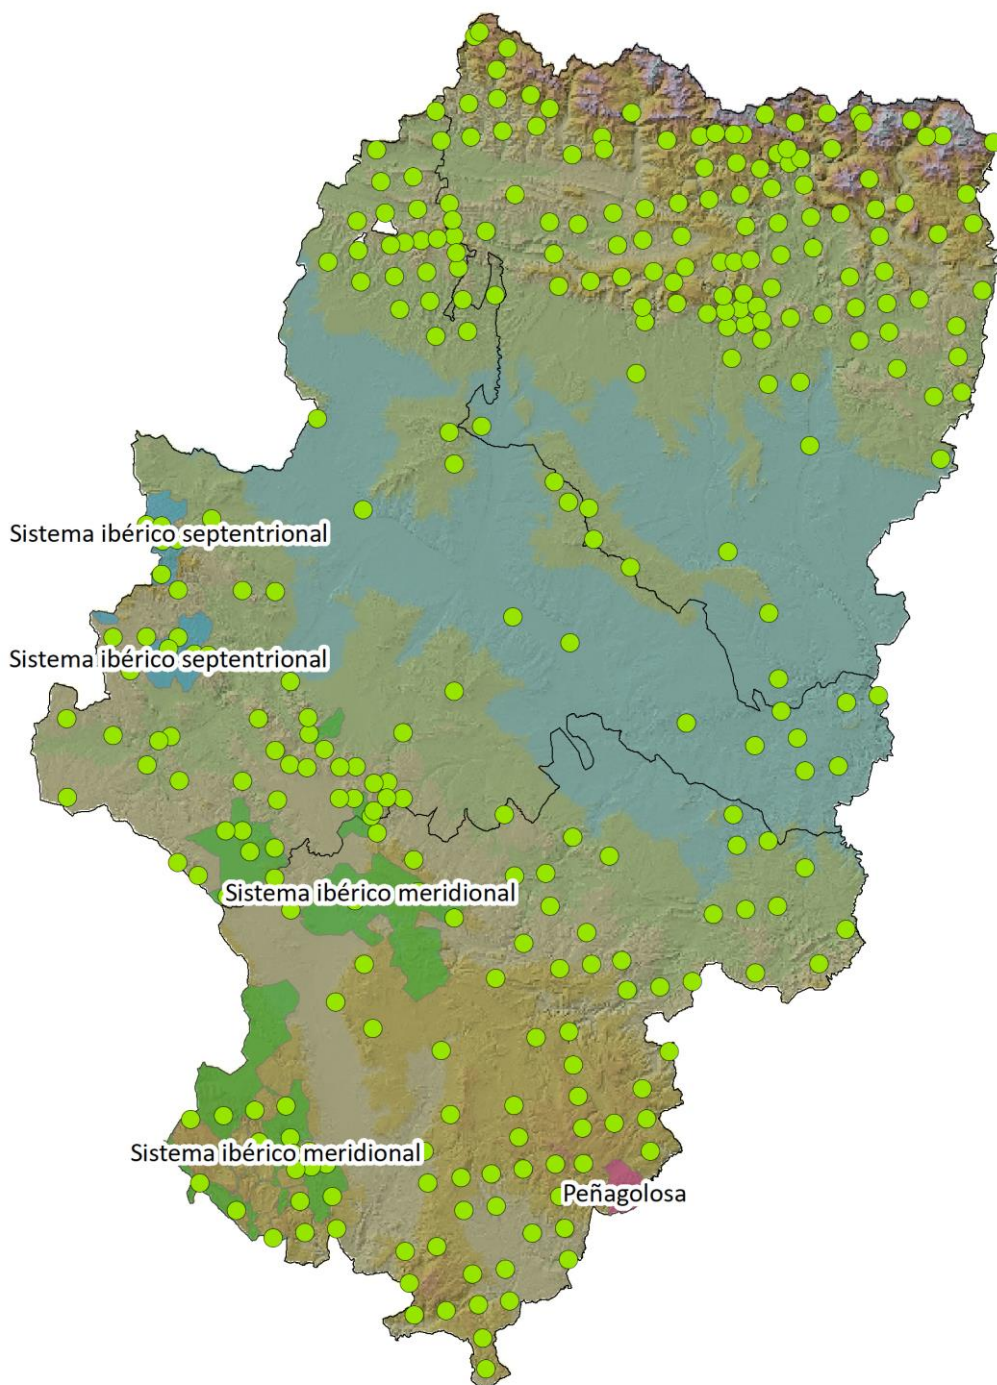 Sistema ibérico septentrional
Sistema ibérico septentrional
Sistema ibérico meridional
Sistema ibérico meridional
Peñagolosa